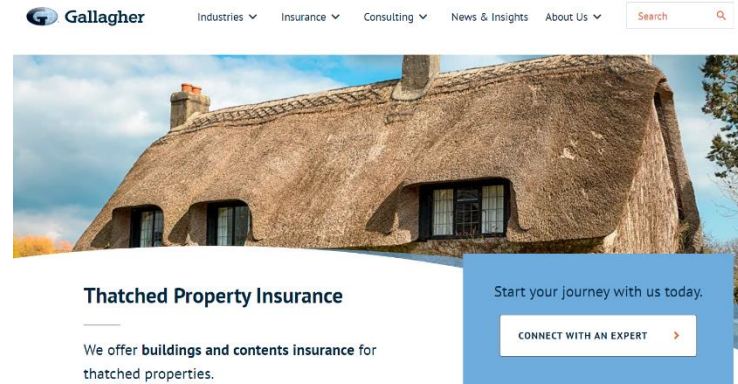 Gallagher
Industries Insurance Consulting News & Insights About Us Search
Thatched Property Insurance
We offer buildings and contents insurance for
thatched properties.
Start your journey with us today.
CONNECT WITH AN EXPERT